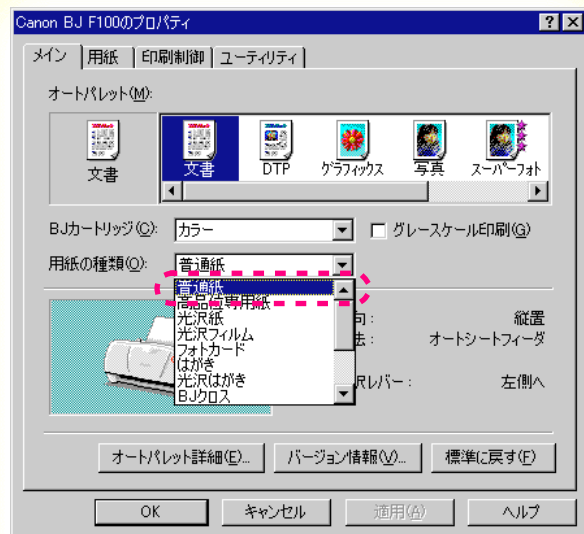 Canon BJ F100のプロパティ
メイン 用紙 印刷制御 ユーティリティ
オートパレット(M):
文書 文書 DTP グラフィックス 写真 スーパーフォト
BJカートリッジ(C): カラー グレースケール印刷(G)
用紙の種類(O): 普通紙
普通紙
高品位専用紙
光沢紙 向: 縦置
光沢フィルム 法: オートシートフィーダ
フォトカード
はがき
光沢はがき 沢レバー: 左側へ
BJクロス
オートパレット詳細(E)... バージョン情報(V)... 標準に戻す(F)
OK キャンセル 適用(A) ヘルプ